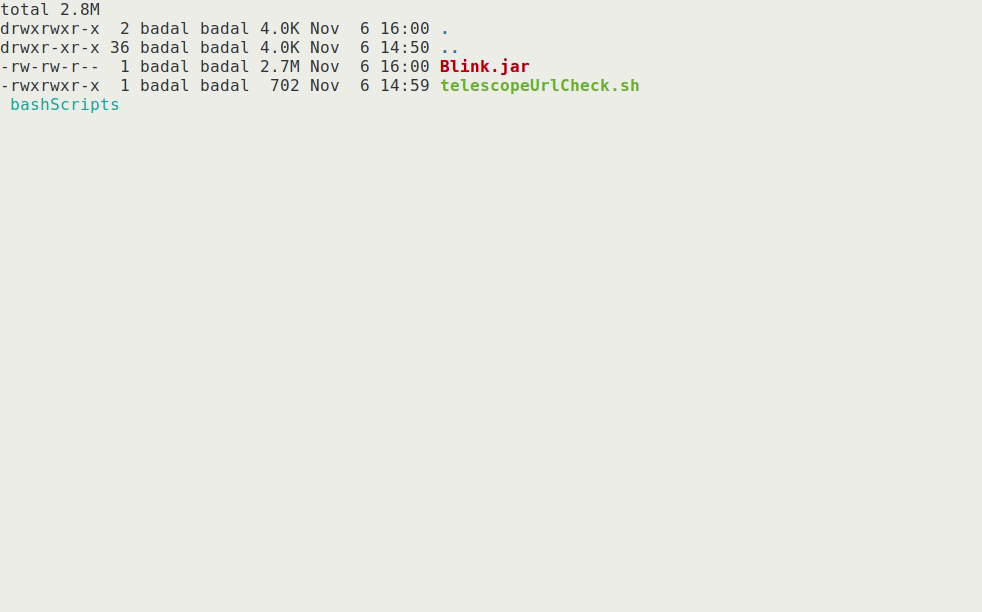 total 2.8M
drwxrwxr-x  2 badal badal 4.0K Nov  6 16:00 .
drwxr-xr-x 36 badal badal 4.0K Nov  6 14:50 ..
-rw-rw-r--  1 badal badal 2.7M Nov  6 16:00 Blink.jar
-rwxrwxr-x  1 badal badal  702 Nov  6 14:59 telescopeUrlCheck.sh
 bashScripts